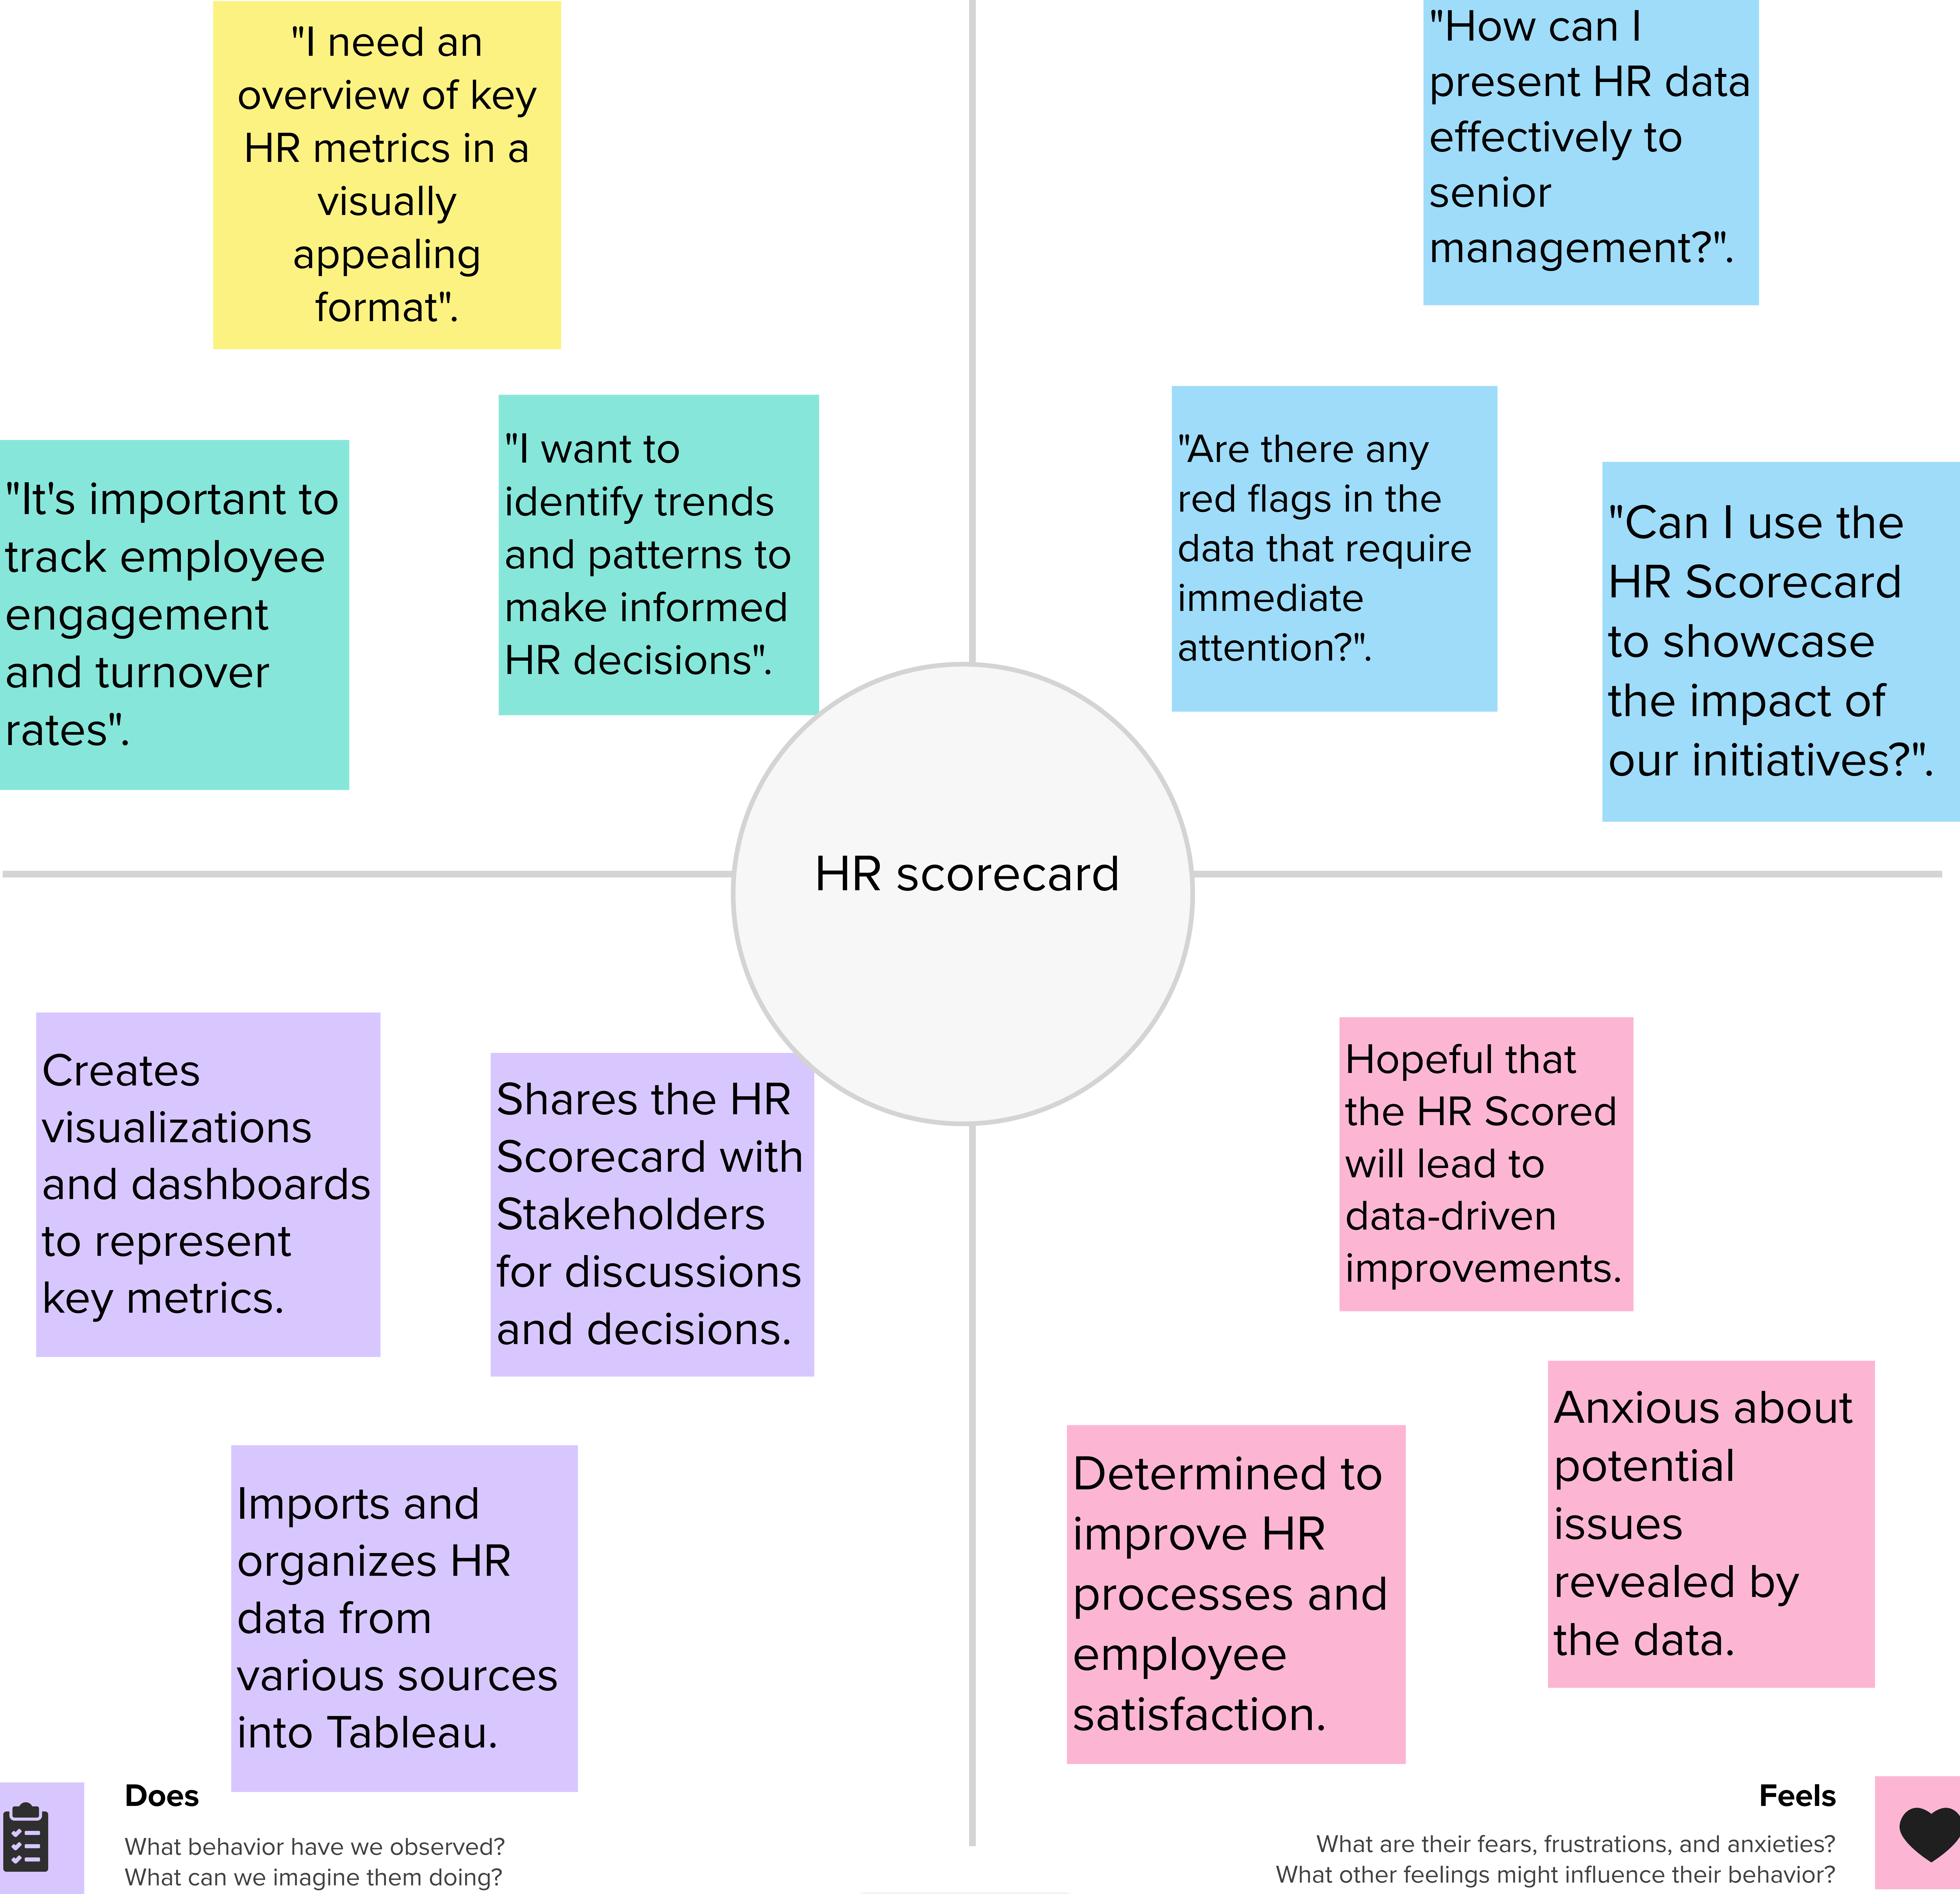 "I need an
overview of key
HR metrics in a
visually
appealing
format".
"It's important to
track employee
engagement
and turnover
rates".
"I want to
identify trends
and patterns to
make informed
HR decisions".
"How can I
present HR data
effectively to
senior
management?".
"Are there any
red flags in the
data that require
immediate
attention?".
"Can I use the
HR Scorecard
to showcase
the impact of
our initiatives?".
HR scorecard
Creates
visualizations
and dashboards
to represent
key metrics.
Shares the HR
Scorecard with
Stakeholders
for discussions
and decisions.
Imports and
organizes HR
data from
various sources
into Tableau.
Does
What behavior have we observed?
What can we imagine them doing?
Hopeful that
the HR Scored
will lead to
data-driven
improvements.
Determined to
improve HR
processes and
employee
satisfaction.
Anxious about
potential
issues
revealed by
the data.
Feels
What are their fears, frustrations, and anxieties?
What other feelings might influence their behavior?